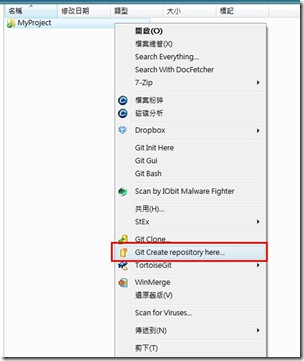 名稱 修改日期 類型 大小 標記
MyProject
開啟(O)
檔案總管(X)
Search Everything...
Search With DocFetcher
7-Zip
檔案粉碎
磁碟分析
Dropbox
Git Init Here
Git Gui
Git Bash
Scan by IObit Malware Fighter
共用(H)...
StEx
Git Clone...
Git Create repository here...
TortoiseGit
WinMerge
還原舊版(V)
Scan for Viruses...
傳送到(N)
剪下(T)